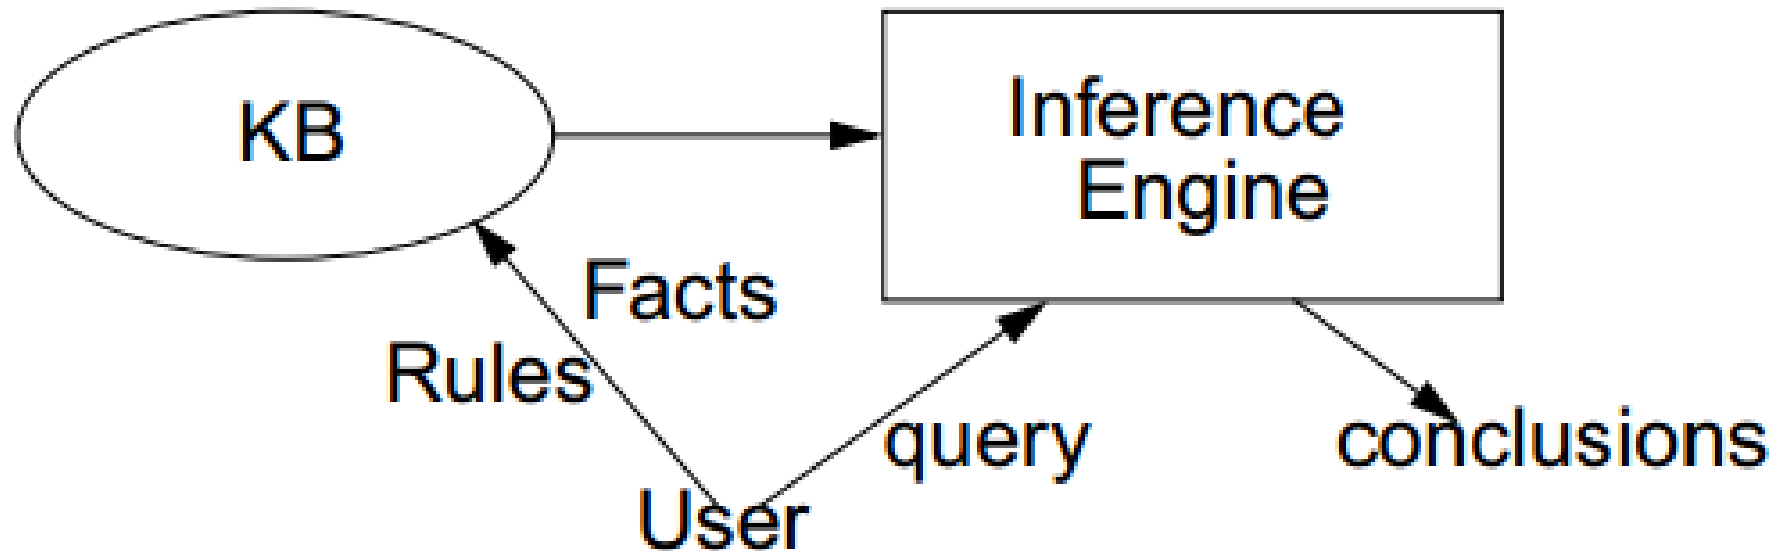 KB
Inference
Engine
Facts
Rules
query
conclusions
User